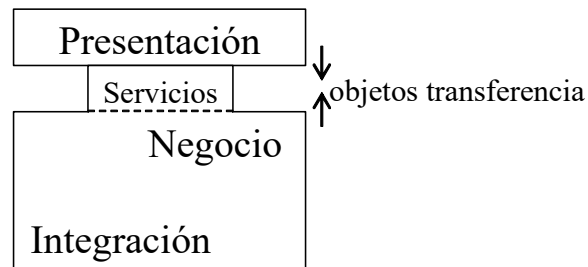 Presentación
Servicios
objetos transferencia
Negocio
Integración